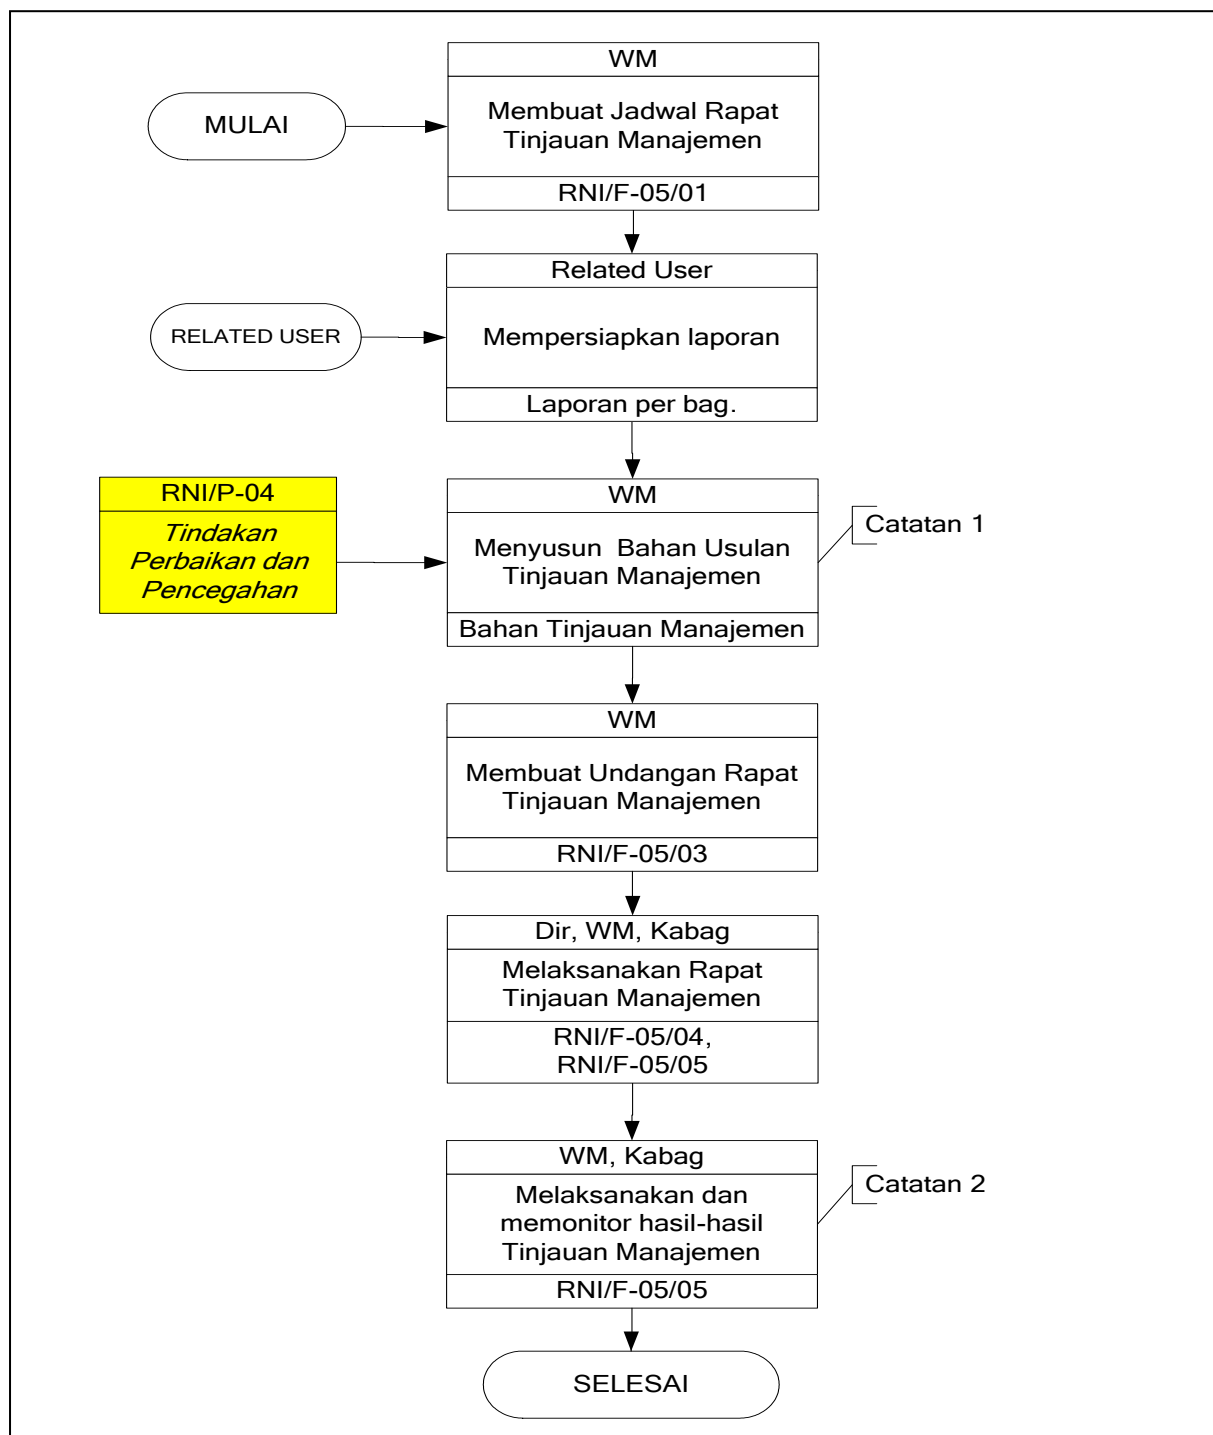 WM
MULAI
Membuat Jadwal Rapat
Tinjauan Manajemen
RNI/F-05/01
Related User
RELATED USER
Mempersiapkan laporan
Laporan per bag.
RNI/P-04
Tindakan
Perbaikan dan
Pencegahan
WM
Menyusun  Bahan Usulan
Tinjauan Manajemen
Bahan Tinjauan Manajemen
Catatan 1
WM
Membuat Undangan Rapat
Tinjauan Manajemen
RNI/F-05/03
Dir, WM, Kabag
Melaksanakan Rapat
Tinjauan Manajemen
RNI/F-05/04,
RNI/F-05/05
WM, Kabag
Melaksanakan dan
memonitor hasil-hasil
Tinjauan Manajemen
RNI/F-05/05
Catatan 2
SELESAI